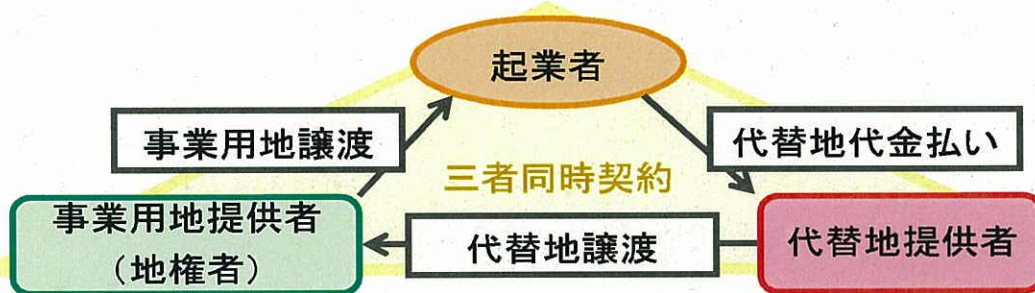 起業者
事業用地譲渡
代替地代金払い
三者同時契約
事業用地提供者
（地権者）
代替地譲渡
代替地提供者